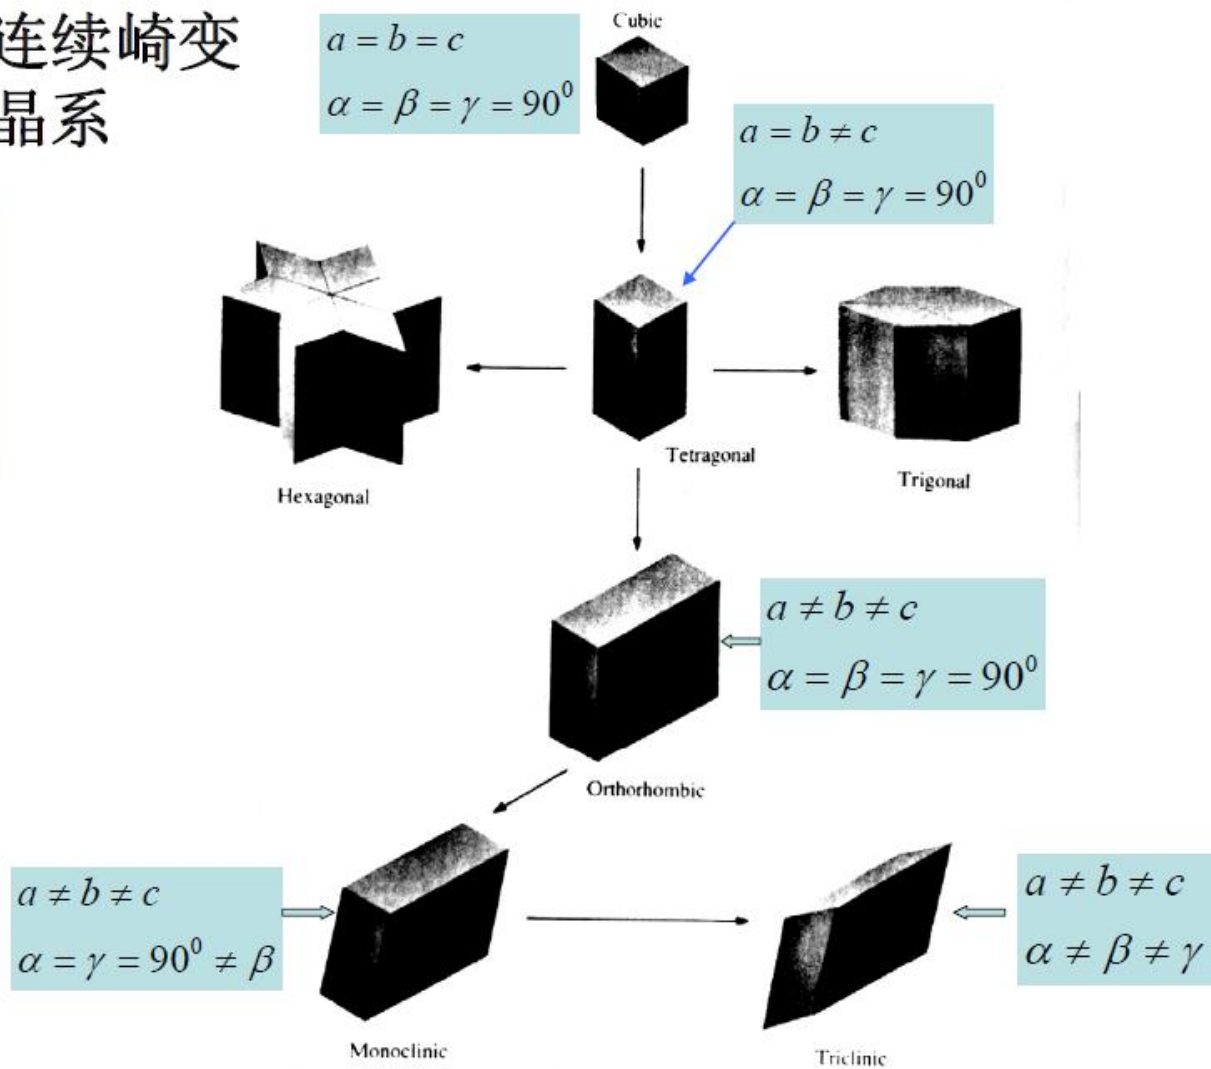 连续崎变
晶系
a = b = c
α = β = γ = 90⁰
Cubic
a = b ≠ c
α = β = γ = 90⁰
Hexagonal
Tetragonal
Trigonal
a ≠ b ≠ c
α = β = γ = 90⁰
Orthorhombic
a ≠ b ≠ c
α = γ = 90⁰ ≠ β
Monoclinic
a ≠ b ≠ c
α ≠ β ≠ γ
Triclinic